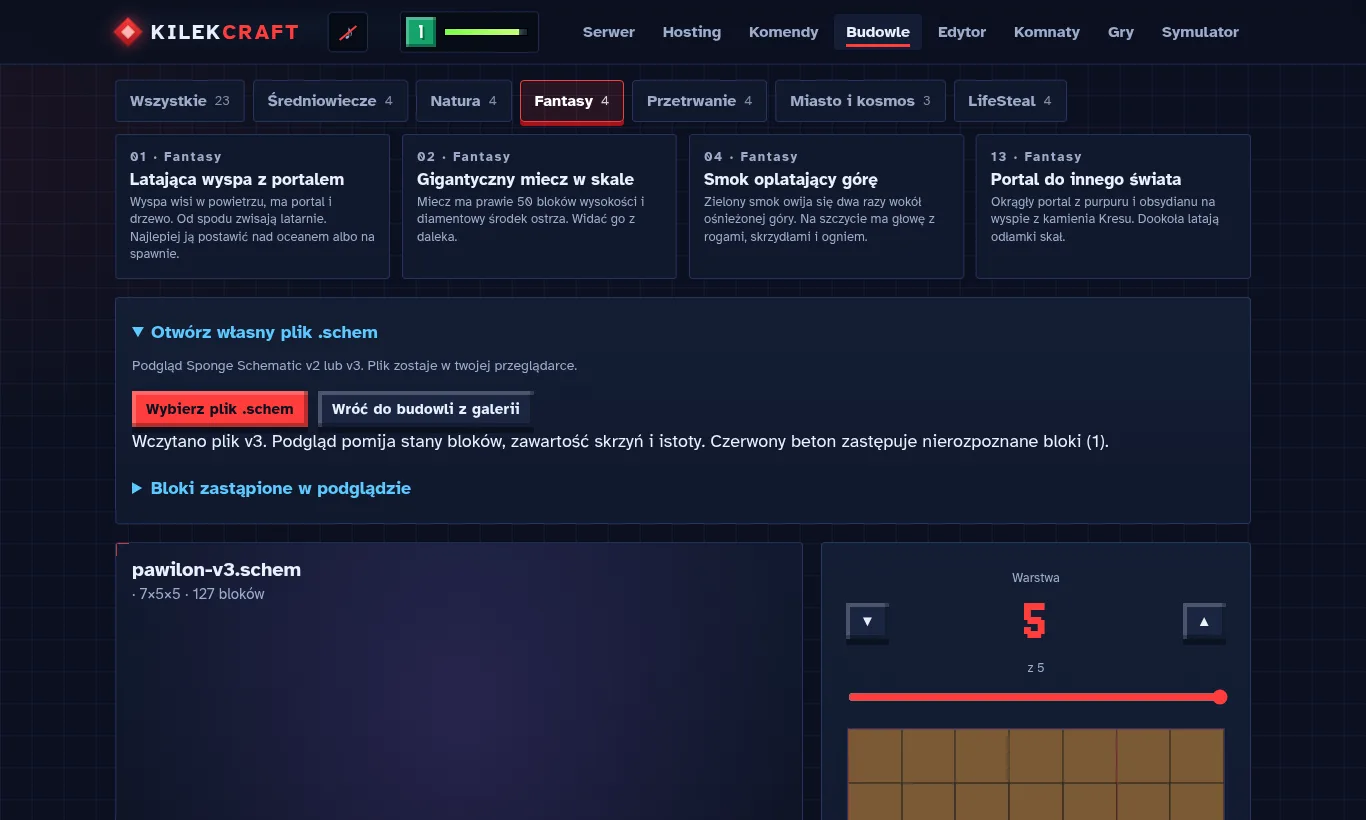 KILEKCRAFT
1
Serwer
Hosting
Komendy
Budowle
Edytor
Komnaty
Gry
Symulator
Wszystkie 23
Średniowiecze 4
Natura 4
Fantasy 4
Przetrwanie 4
Miasto i kosmos 3
LifeSteal 4
01 · Fantasy
Latająca wyspa z portalem
Wyspa wisi w powietrzu, ma portal i
drzewo. Od spodu zwisają latarnie.
Najlepiej ją postawić nad oceanem albo na
spawnie.
02 · Fantasy
Gigantyczny miecz w skale
Miecz ma prawie 50 bloków wysokości i
diamentowy środek ostrza. Widać go z
daleka.
04 · Fantasy
Smok oplatający górę
Zielony smok owija się dwa razy wokół
ośnieżonej góry. Na szczycie ma głowę z
rogami, skrzydłami i ogniem.
13 · Fantasy
Portal do innego świata
Okrągły portal z purpuru i obsydianu na
wyspie z kamienia Kresu. Dookoła latają
odłamki skał.
▼ Otwórz własny plik .schem
Podgląd Sponge Schematic v2 lub v3. Plik zostaje w twojej przeglądarce.
Wybierz plik .schem
Wróć do budowli z galerii
Wczytano plik v3. Podgląd pomija stany bloków, zawartość skrzyń i istoty. Czerwony beton zastępuje nierozpoznane bloki (1).
▶ Bloki zastąpione w podglądzie
pawilon-v3.schem
· 7×5×5 · 127 bloków
Warstwa
▼
5
▲
z 5